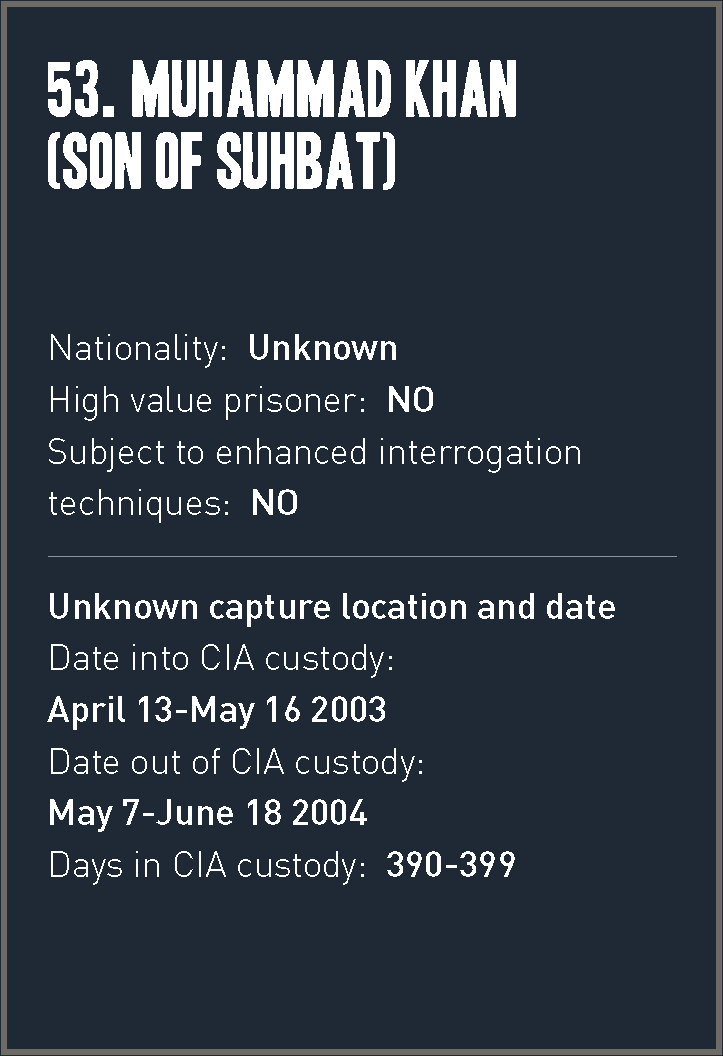 53. MUHAMMAD KHAN
(SON OF SUHBAT)
Nationality: Unknown
High value prisoner: NO
Subject to enhanced interrogation
techniques: NO
Unknown capture location and date
Date into CIA custody:
April 13-May 16 2003
Date out of CIA custody:
May 7-June 18 2004
Days in CIA custody: 390-399